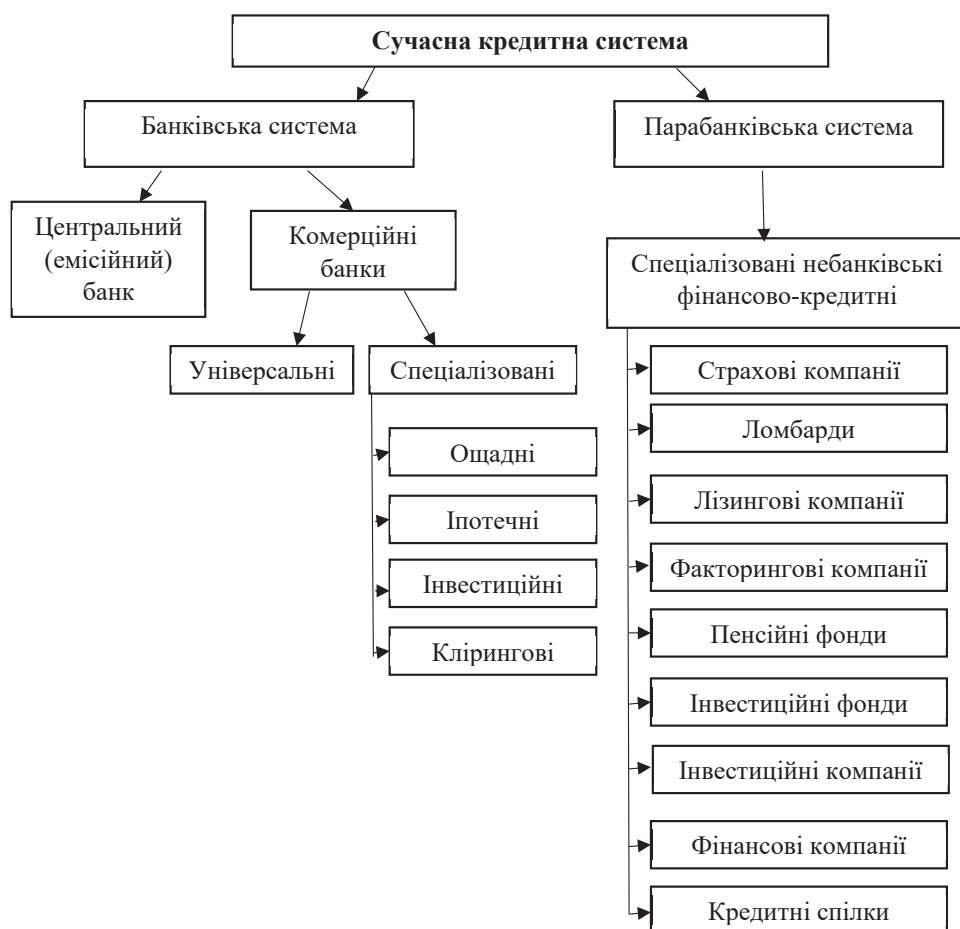 Сучасна кредитна система
Банківська система
Парабанківська система
Центральний
(емісійний)
банк
Комерційні
банки
Спеціалізовані небанківські
фінансово-кредитні
Універсальні
Спеціалізовані
Ощадні
Іпотечні
Інвестиційні
Клірингові
Страхові компанії
Ломбарди
Лізингові компанії
Факторингові компанії
Пенсійні фонди
Інвестиційні фонди
Інвестиційні компанії
Фінансові компанії
Кредитні спілки